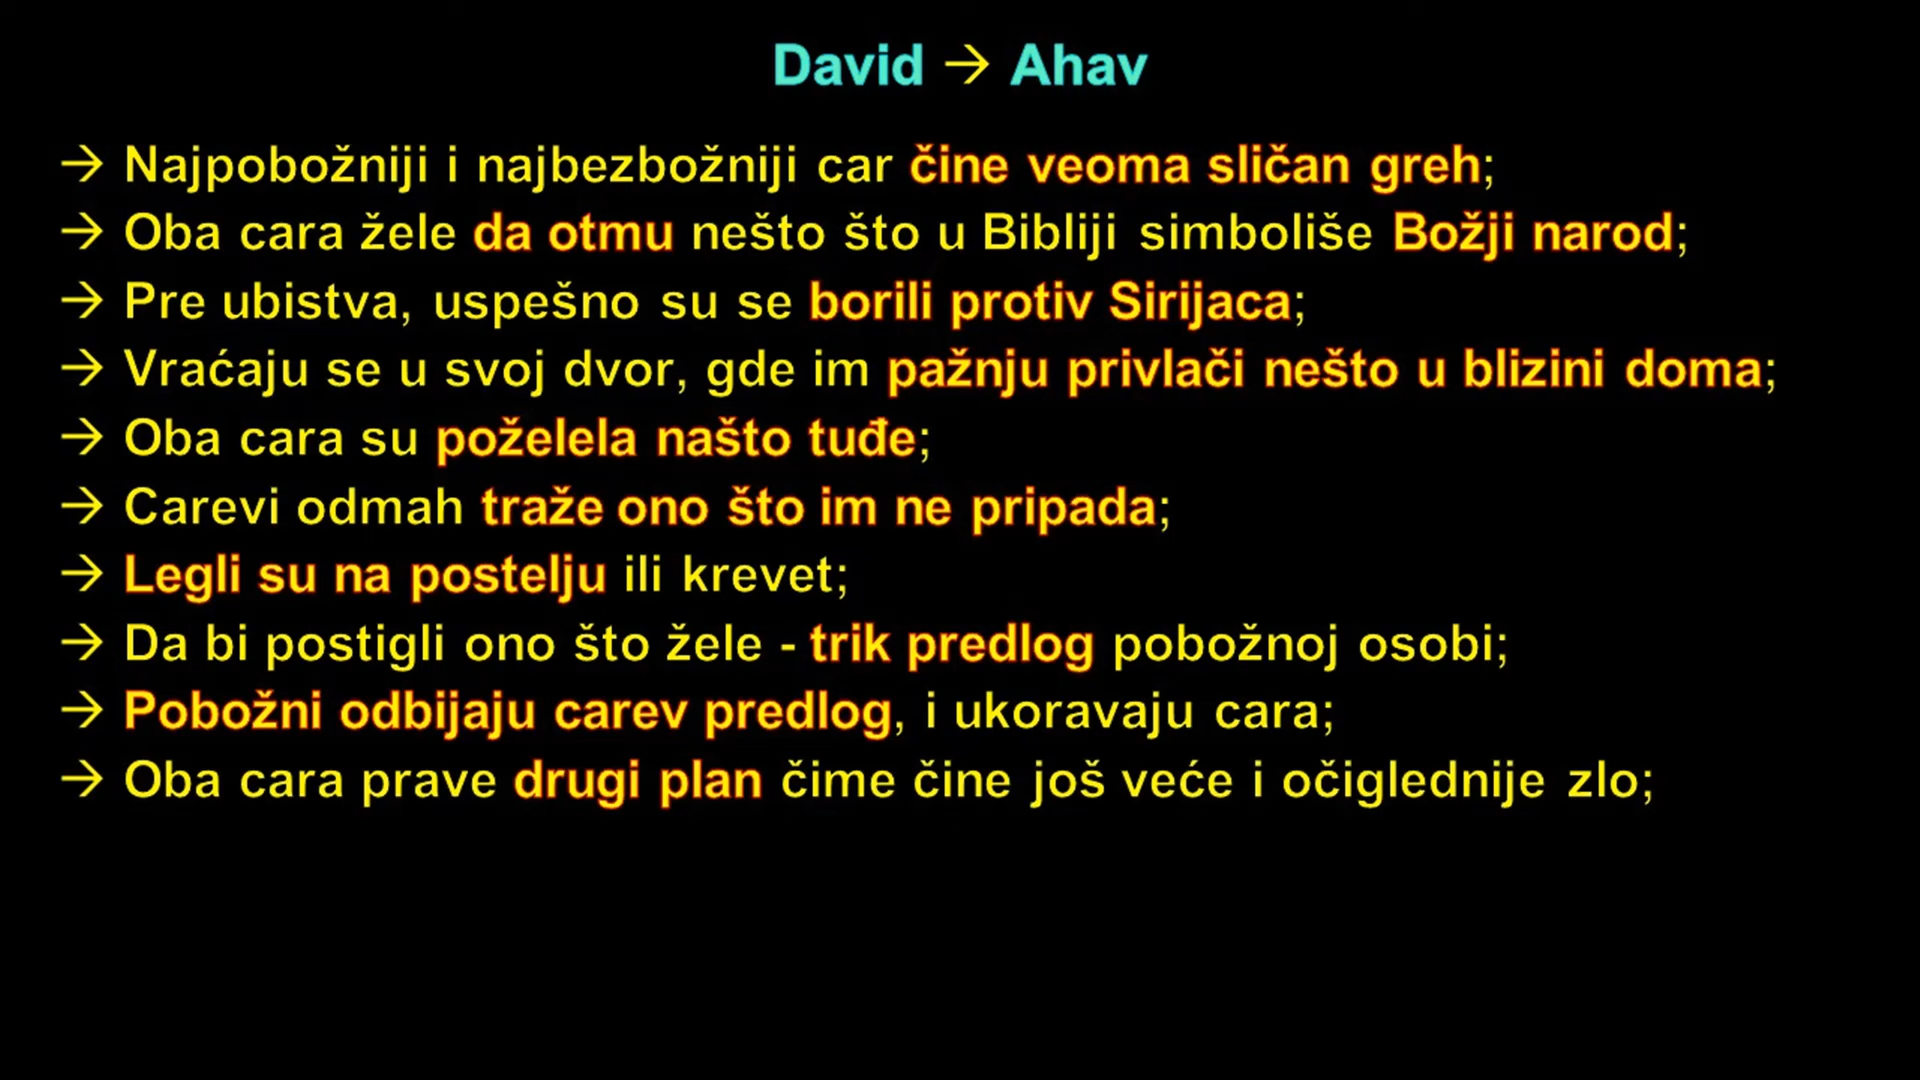 David → Ahav
→ Najpobožniji i najbezbožniji car čine veoma sličan greh;
→ Oba cara žele da otmu nešto što u Bibliji simboliše Božji narod;
→ Pre ubistva, uspešno su se borili protiv Sirijaca;
→ Vraćaju se u svoj dvor, gde im pažnju privlači nešto u blizini doma;
→ Oba cara su poželela našto tuđe;
→ Carevi odmah traže ono što im ne pripada;
→ Legli su na postelju ili krevet;
→ Da bi postigli ono što žele - trik predlog pobožnoj osobi;
→ Pobožni odbijaju carev predlog, i ukoravaju cara;
→ Oba cara prave drugi plan čime čine još veće i očiglednije zlo;